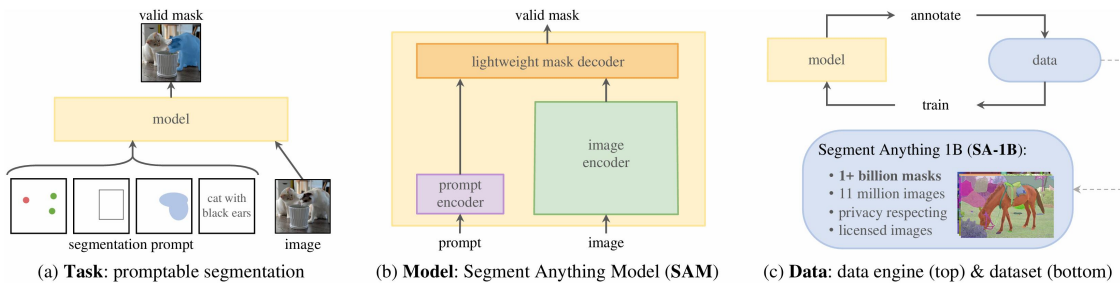 valid mask
model
cat with
black ears
segmentation prompt
image
(a) Task: promptable segmentation
valid mask
lightweight mask decoder
image
encoder
prompt
encoder
prompt
image
(b) Model: Segment Anything Model (SAM)
annotate
model
data
train
Segment Anything 1B (SA-1B):
• 1+ billion masks
• 11 million images
• privacy respecting
• licensed images
(c) Data: data engine (top) & dataset (bottom)